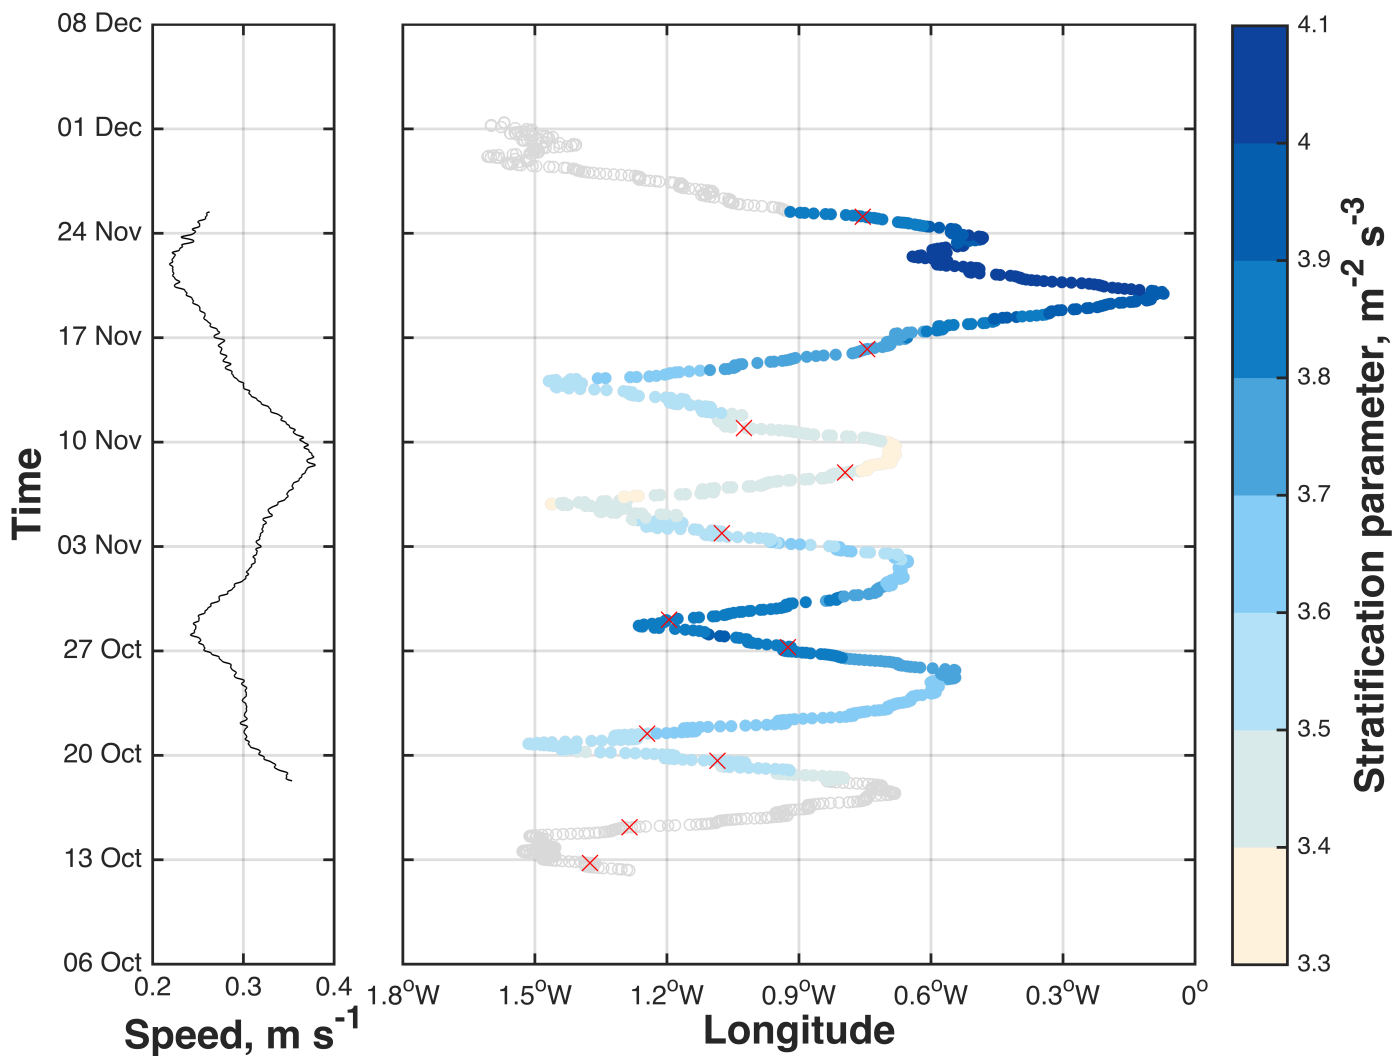 08 Dec
01 Dec
24 Nov
17 Nov
10 Nov
03 Nov
27 Oct
20 Oct
13 Oct
06 Oct
Time
0.2 0.3 0.4
Speed, m s⁻¹
1.8°W 1.5°W 1.2°W 0.9°W 0.6°W 0.3°W 0°
Longitude
4.1
4
3.9
3.8
3.7
3.6
3.5
3.4
3.3
Stratification parameter, m⁻² s⁻³